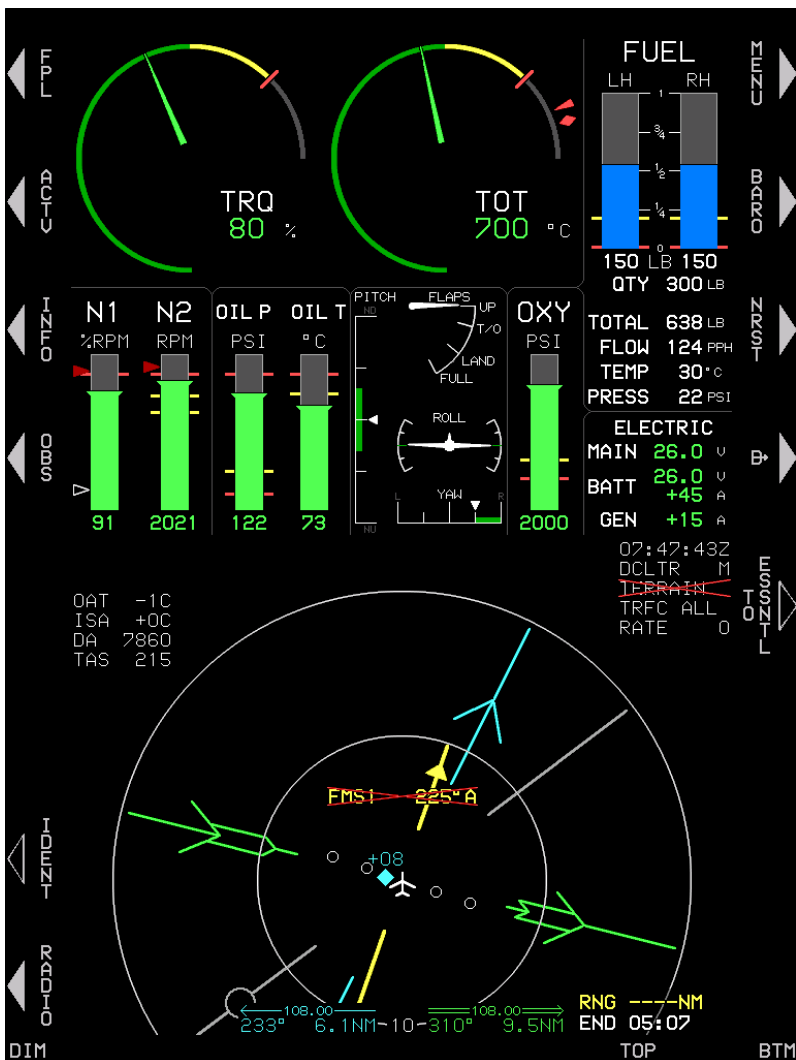 FPL
MENU
FUEL
LH RH
1
3/4
1/2
1/4
0
ACTV
BARO
TRQ
80 %
TOT
700 °C
150 LB 150
QTY 300 LB
INFO
NRST
N1 N2
%RPM RPM
91 2021
OIL P OIL T
PSI °C
122 73
PITCH
ND
NU
FLAPS
UP
T/O
LAND
FULL
ROLL
YAW
L R
OXY
PSI
2000
TOTAL 638 LB
FLOW 124 PPH
TEMP 30°C
PRESS 22 PSI
OBS
D
ELECTRIC
MAIN 26.0 V
BATT 26.0 V
+45 A
GEN +15 A
07:47:43Z
DCLTR M
TERRAIN
TRFC ALL
RATE 0
ESSNTL
TO
OAT -1C
ISA +0C
DA 7860
TAS 215
FMS1 225°A
+08
IDENT
RADIO
108.00
233° 6.1NM
10
108.00
310° 9.5NM
RNG ----NM
END 05:07
DIM TOP BTM